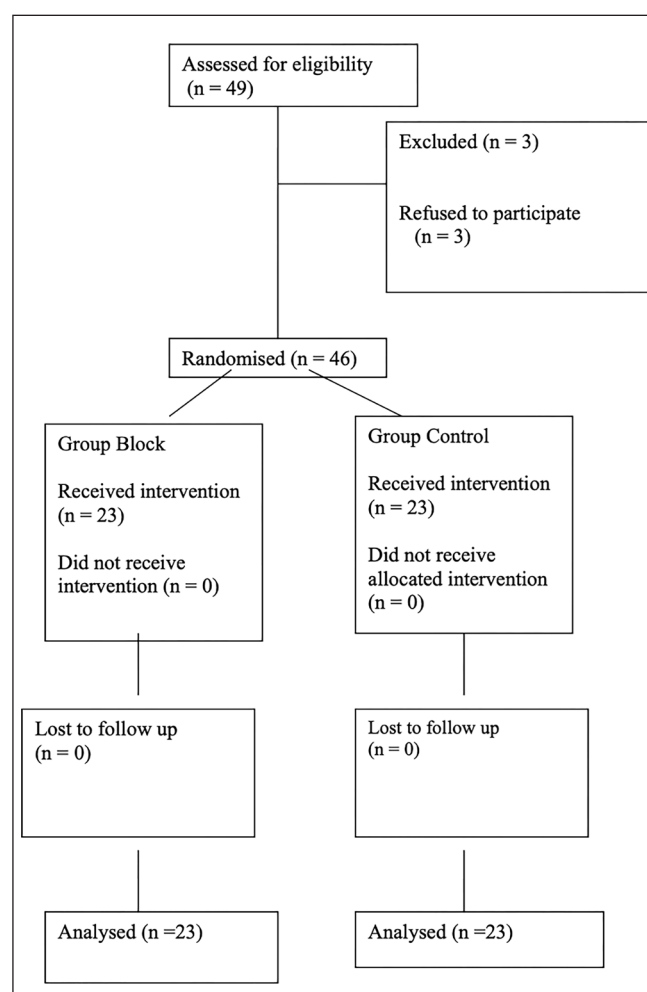 Assessed for eligibility
(n = 49)
Excluded (n = 3)
Refused to participate
(n = 3)
Randomised (n = 46)
Group Block
Received intervention
(n = 23)
Did not receive
intervention (n = 0)
Group Control
Received intervention
(n = 23)
Did not receive
allocated intervention
(n = 0)
Lost to follow up
(n = 0)
Lost to follow up
(n = 0)
Analysed (n =23)
Analysed (n =23)